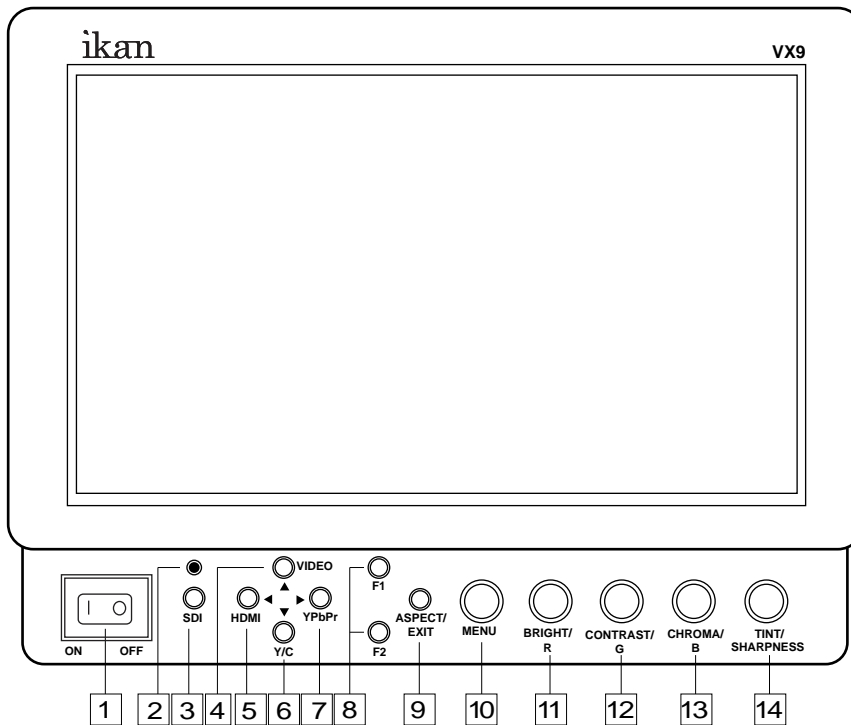 ikan
VX9
VIDEO
F1
SDI
HDMI
YPbPr
Y/C
F2
ASPECT/
EXIT
MENU
BRIGHT/
R
CONTRAST/
G
CHROMA/
B
TINT/
SHARPNESS
I O
ON OFF
1 2 3 4 5 6 7 8 9 10 11 12 13 14